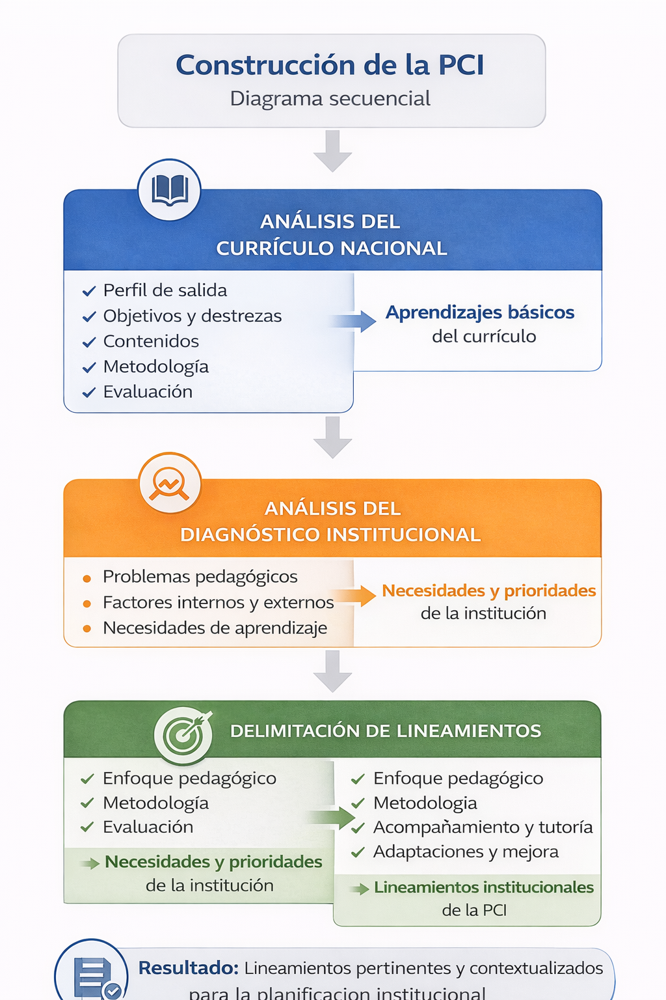 Construcción de la PCI
Diagrama secuencial
ANÁLISIS DEL
CURRÍCULO NACIONAL
Perfil de salida
Objetivos y destrezas
Contenidos
Metodología
Evaluación
Aprendizajes básicos
del currículo
ANÁLISIS DEL
DIAGNÓSTICO INSTITUCIONAL
Problemas pedagógicos
Factores internos y externos
Necesidades de aprendizaje
Necesidades y prioridades
de la institución
DELIMITACIÓN DE LINEAMIENTOS
Enfoque pedagógico
Metodología
Evaluación
Necesidades y prioridades
de la institución
Enfoque pedagógico
Metodologia
Acompañamiento y tutoría
Adaptaciones y mejora
Lineamientos institucionales
de la PCI
Resultado: Lineamientos pertinentes y contextualizados
para la planificacion institucional